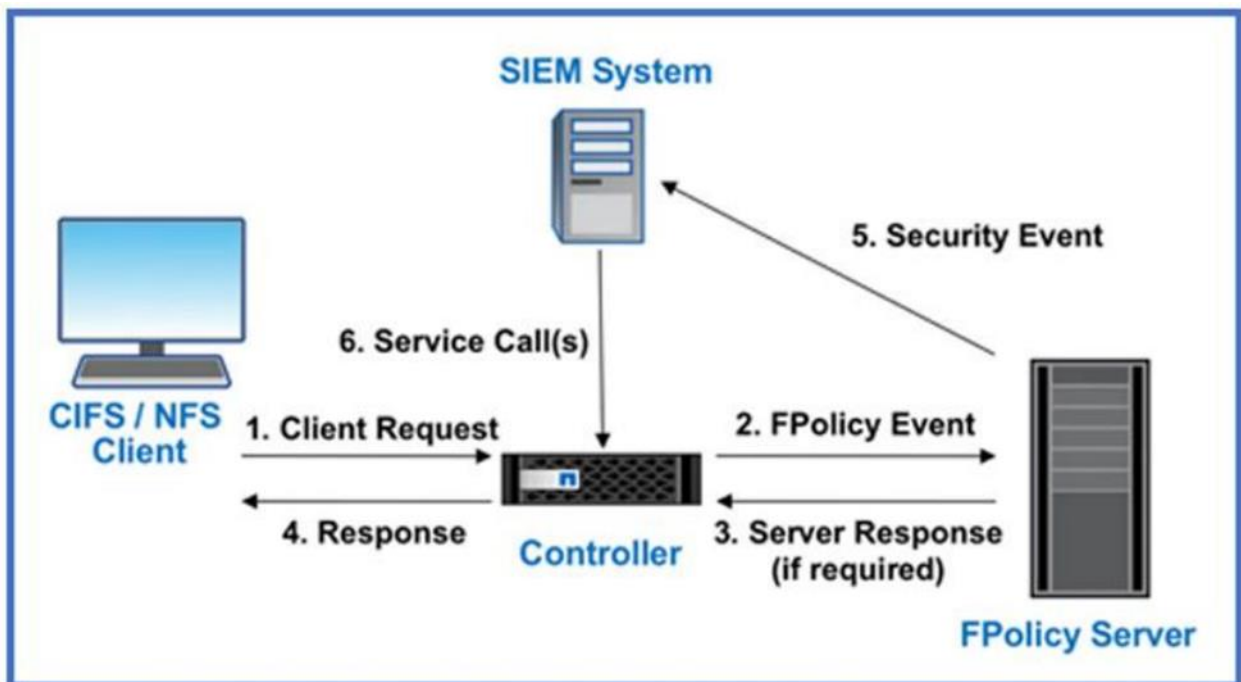 SIEM System
5. Security Event
6. Service Call(s)
CIFS / NFS
Client
1. Client Request
2. FPolicy Event
4. Response
Controller
3. Server Response
(if required)
FPolicy Server